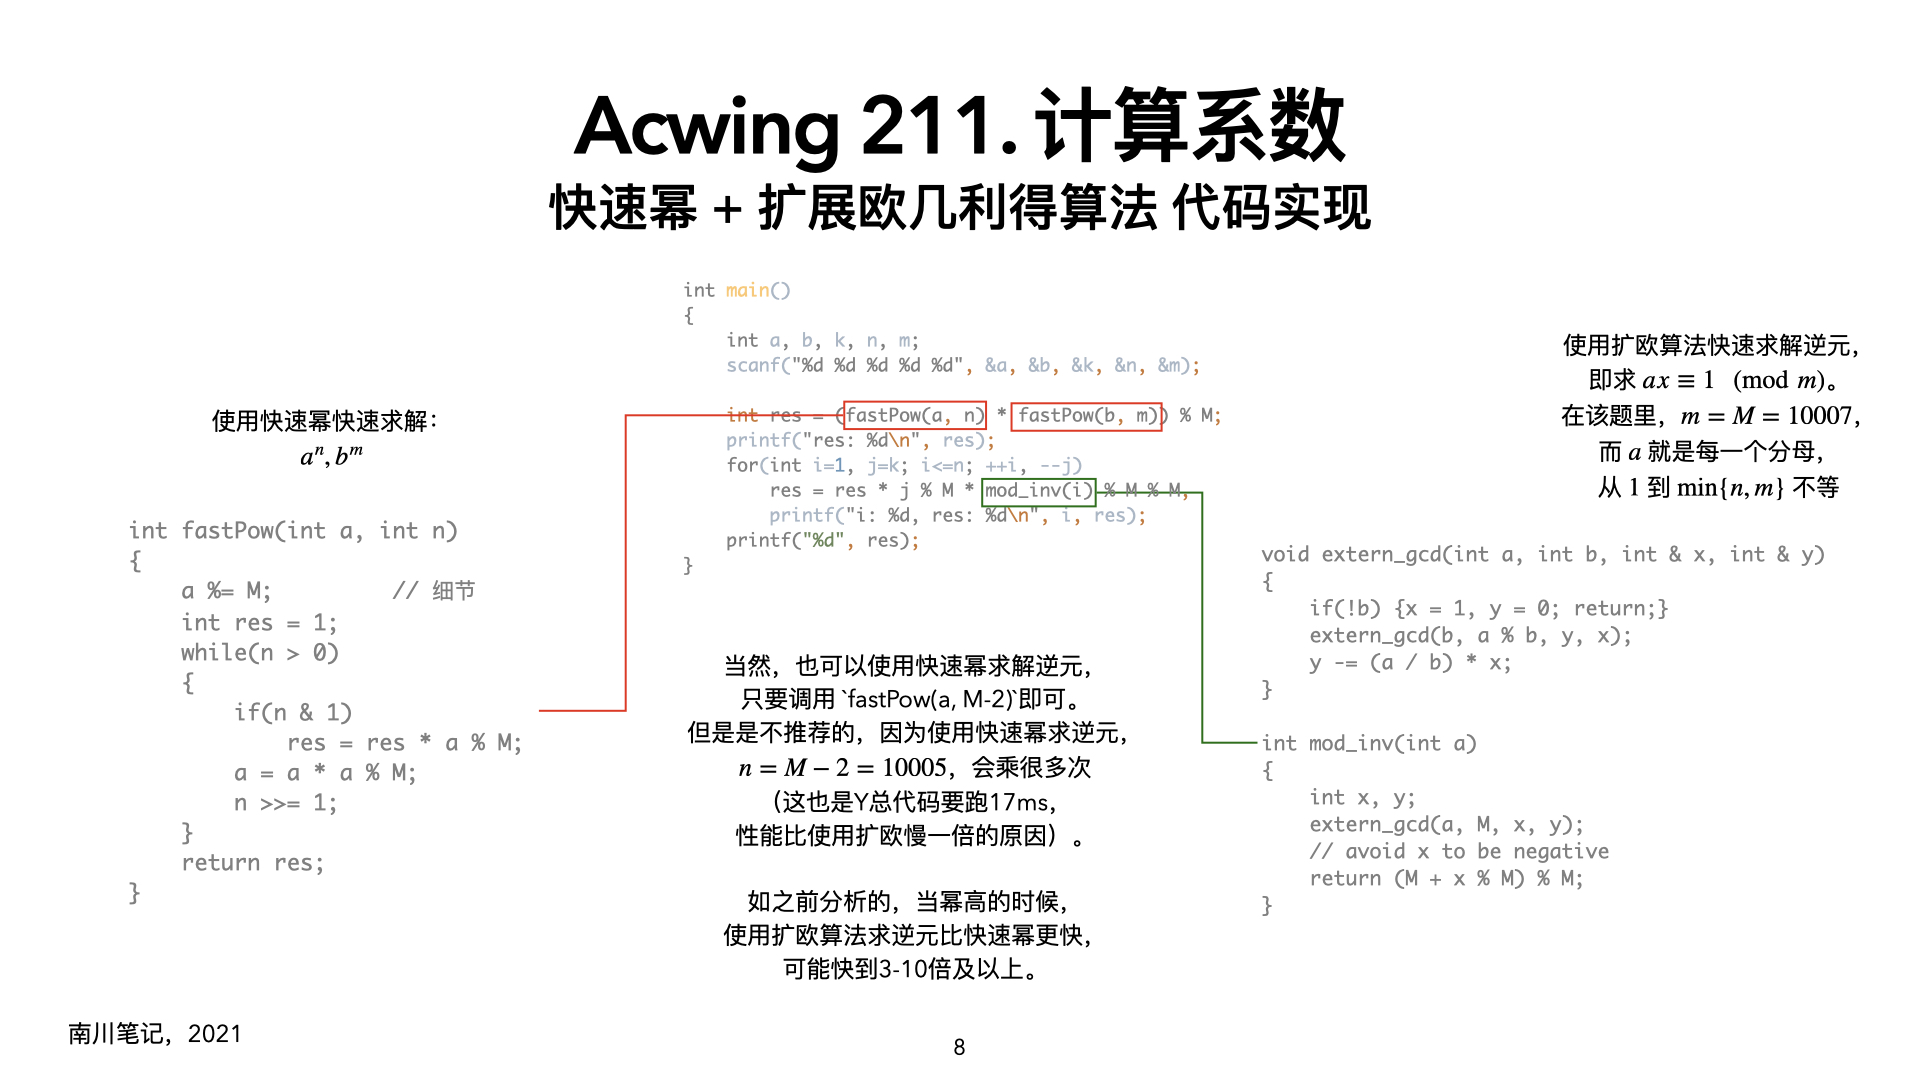 Acwing 211. 计算系数
快速幂 + 扩展欧几利得算法 代码实现
使用快速幂快速求解：
aⁿ, bᵐ
int fastPow(int a, int n)
{
    a %= M;         // 细节
    int res = 1;
    while(n > 0)
    {
        if(n & 1)
            res = res * a % M;
        a = a * a % M;
        n >>= 1;
    }
    return res;
}
int main()
{
    int a, b, k, n, m;
    scanf("%d %d %d %d %d", &a, &b, &k, &n, &m);
    int res = (fastPow(a, n) * fastPow(b, m)) % M;
    printf("res: %d\n", res);
    for(int i=1, j=k; i<=n; ++i, --j)
        res = res * j % M * mod_inv(i) % M % M,
        printf("i: %d, res: %d\n", i, res);
    printf("%d", res);
}
当然，也可以使用快速幂求解逆元，
只要调用 `fastPow(a, M-2)`即可。
但是是不推荐的，因为使用快速幂求逆元，
n = M − 2 = 10005，会乘很多次
（这也是Y总代码要跑17ms，
性能比使用扩欧慢一倍的原因）。
如之前分析的，当幂高的时候，
使用扩欧算法求逆元比快速幂更快，
可能快到3-10倍及以上。
使用扩欧算法快速求解逆元，
即求 ax ≡ 1 (mod m)。
在该题里，m = M = 10007，
而 a 就是每一个分母，
从 1 到 min{n, m} 不等
void extern_gcd(int a, int b, int & x, int & y)
{
    if(!b) {x = 1, y = 0; return;}
    extern_gcd(b, a % b, y, x);
    y -= (a / b) * x;
}
int mod_inv(int a)
{
    int x, y;
    extern_gcd(a, M, x, y);
    // avoid x to be negative
    return (M + x % M) % M;
}
南川笔记，2021
8